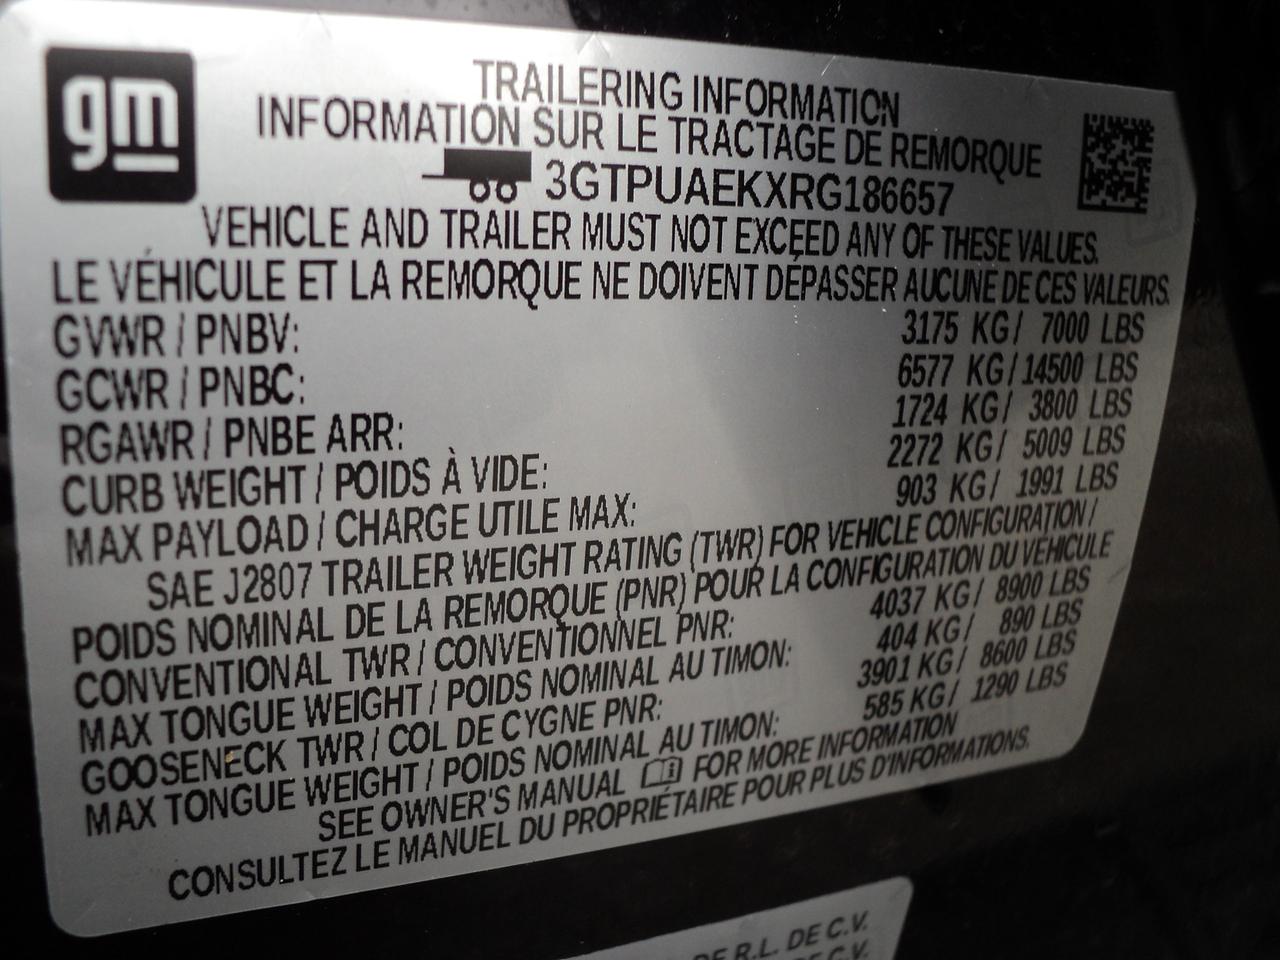 gm
TRAILERING INFORMATION
INFORMATION SUR LE TRACTAGE DE REMORQUE
3GTPUAEKXRG186657
VEHICLE AND TRAILER MUST NOT EXCEED ANY OF THESE VALUES.
LE VÉHICULE ET LA REMORQUE NE DOIVENT DÉPASSER AUCUNE DE CES VALEURS.
GVWR / PNBV: 3175 KG/ 7000 LBS
GCWR / PNBC: 6577 KG/ 14500 LBS
RGAWR / PNBE ARR: 1724 KG/ 3800 LBS
CURB WEIGHT / POIDS À VIDE: 2272 KG/ 5009 LBS
MAX PAYLOAD / CHARGE UTILE MAX: 903 KG/ 1991 LBS
SAE J2807 TRAILER WEIGHT RATING (TWR) FOR VEHICLE CONFIGURATION /
POIDS NOMINAL DE LA REMORQUE (PNR) POUR LA CONFIGURATION DU VÉHICULE
CONVENTIONAL TWR / CONVENTIONNEL PNR: 4037 KG/ 8900 LBS
MAX TONGUE WEIGHT / POIDS NOMINAL AU TIMON: 404 KG/ 890 LBS
GOOSENECK TWR / COL DE CYGNE PNR: 3901 KG/ 8600 LBS
MAX TONGUE WEIGHT / POIDS NOMINAL AU TIMON: 585 KG/ 1290 LBS
SEE OWNER'S MANUAL FOR MORE INFORMATION
CONSULTEZ LE MANUEL DU PROPRIÉTAIRE POUR PLUS D'INFORMATIONS.
DE R.L. DE C.V.
DE C.V.